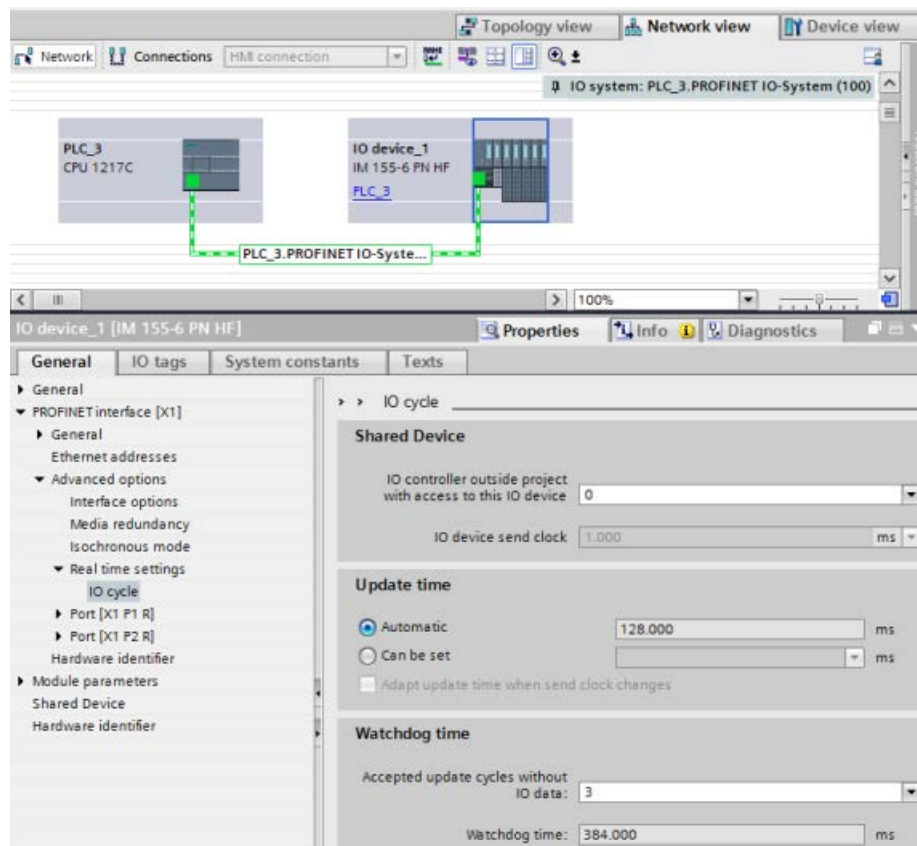 Topology view Network view Device view
Network Connections HMI connection
IO system: PLC_3.PROFINET IO-System (100)
PLC_3
CPU 1217C
IO device_1
IM 155-6 PN HF
PLC_3
PLC_3.PROFINET IO-Syste...
100%
IO device_1 [IM 155-6 PN HF]
Properties Info Diagnostics
General IO tags System constants Texts
General
PROFINET interface [X1]
General
Ethernet addresses
Advanced options
Interface options
Media redundancy
Isochronous mode
Real time settings
IO cycle
Port [X1 P1 R]
Port [X1 P2 R]
Hardware identifier
Module parameters
Shared Device
Hardware identifier
> > IO cycle
Shared Device
IO controller outside project
with access to this IO device 0
IO device send clock 1.000 ms
Update time
Automatic 128.000 ms
Can be set ms
Adapt update time when send clock changes
Watchdog time
Accepted update cycles without
IO data: 3
Watchdog time: 384.000 ms